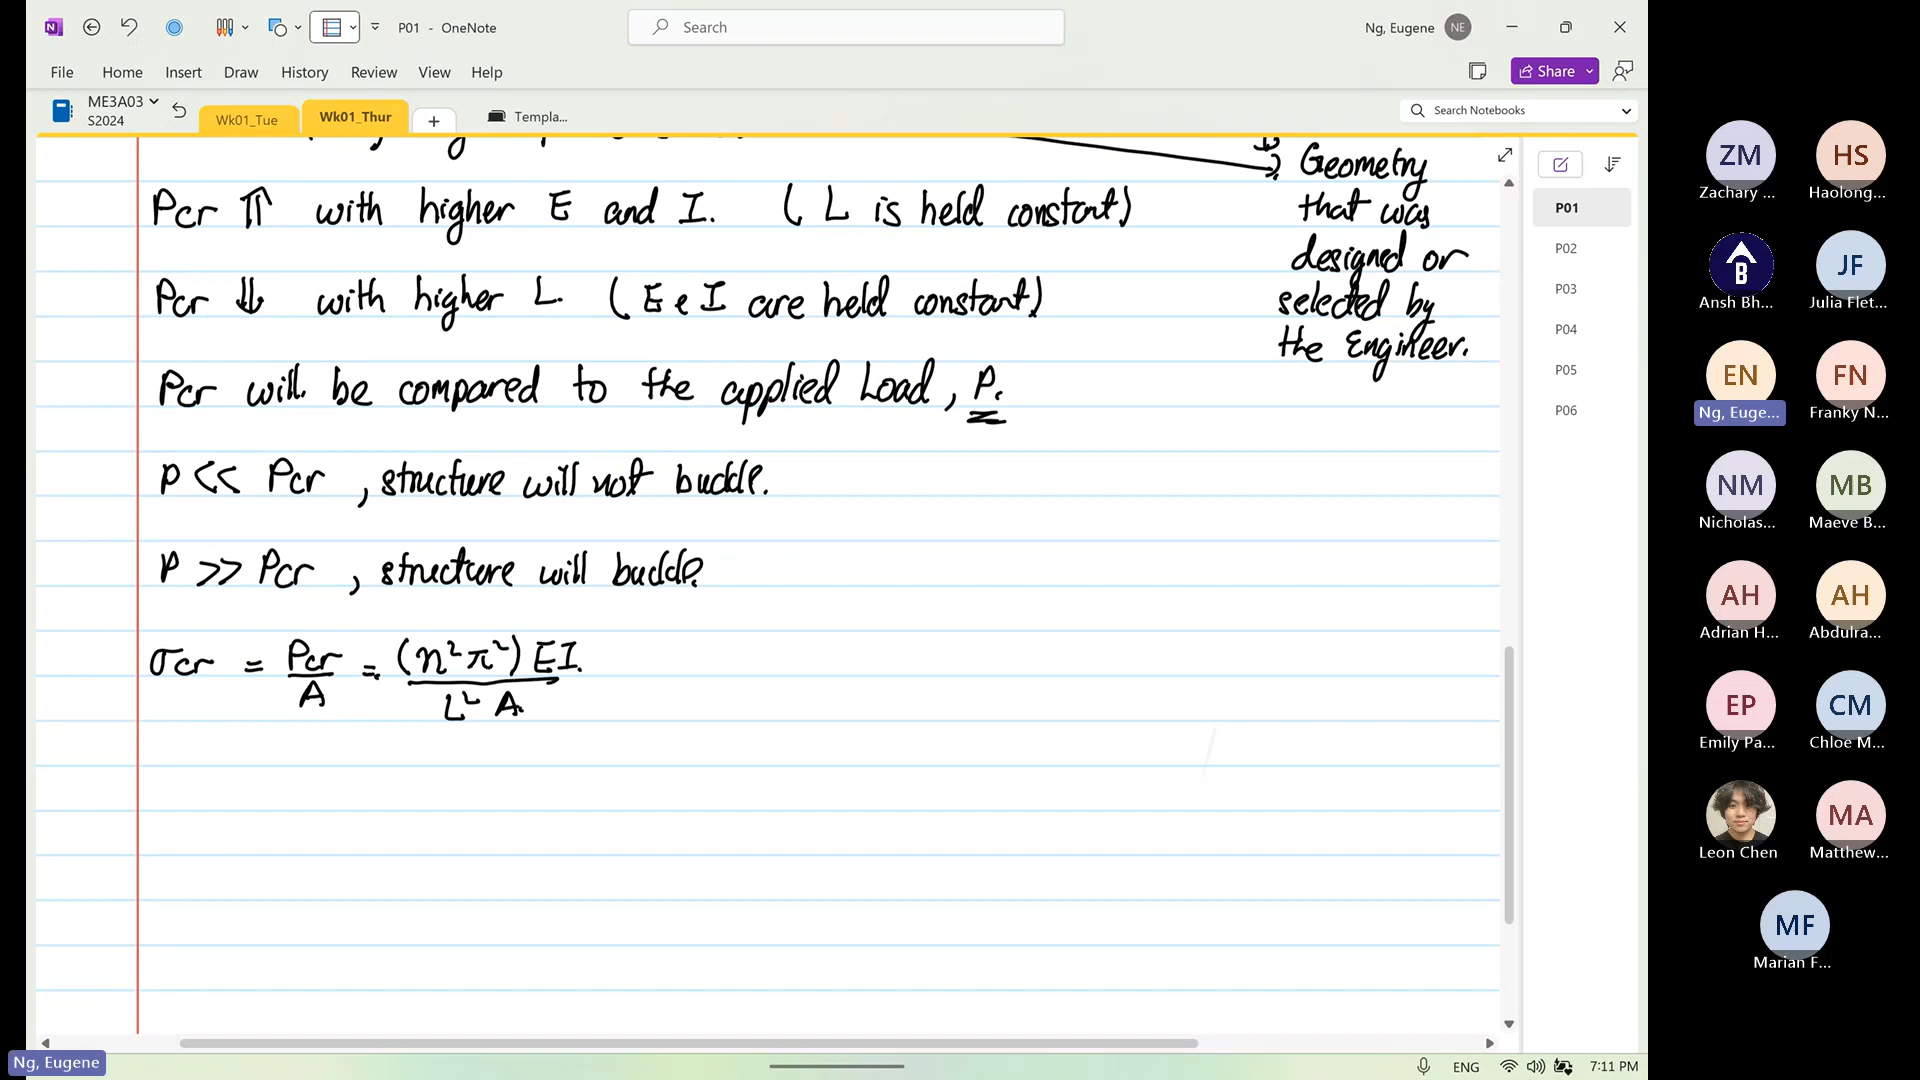 P01 - OneNote
Search
Ng, Eugene
NE
File Home Insert Draw History Review View Help
Share
ME3A03
S2024
Wk01_Tue
Wk01_Thur
Templa...
Search Notebooks
Pcr ⇑ with higher E and I. (L is held constant)
Pcr ⇓ with higher L. (E & I are held constant)
Pcr will be compared to the applied Load, P.
P << Pcr, structure will not buckle.
P >> Pcr, structure will buckle.
σcr = Pcr/A = (n²π²) EI / L² A
Geometry
that was
designed or
selected by
the Engineer.
P01
P02
P03
P04
P05
P06
ZM
Zachary ...
HS
Haolong...
B
Ansh Bh...
JF
Julia Flet...
EN
Ng, Euge...
FN
Franky N...
NM
Nicholas...
MB
Maeve B...
AH
Adrian H...
AH
Abdulra...
EP
Emily Pa...
CM
Chloe M...
Leon Chen
MA
Matthew...
MF
Marian F...
Ng, Eugene
ENG
7:11 PM